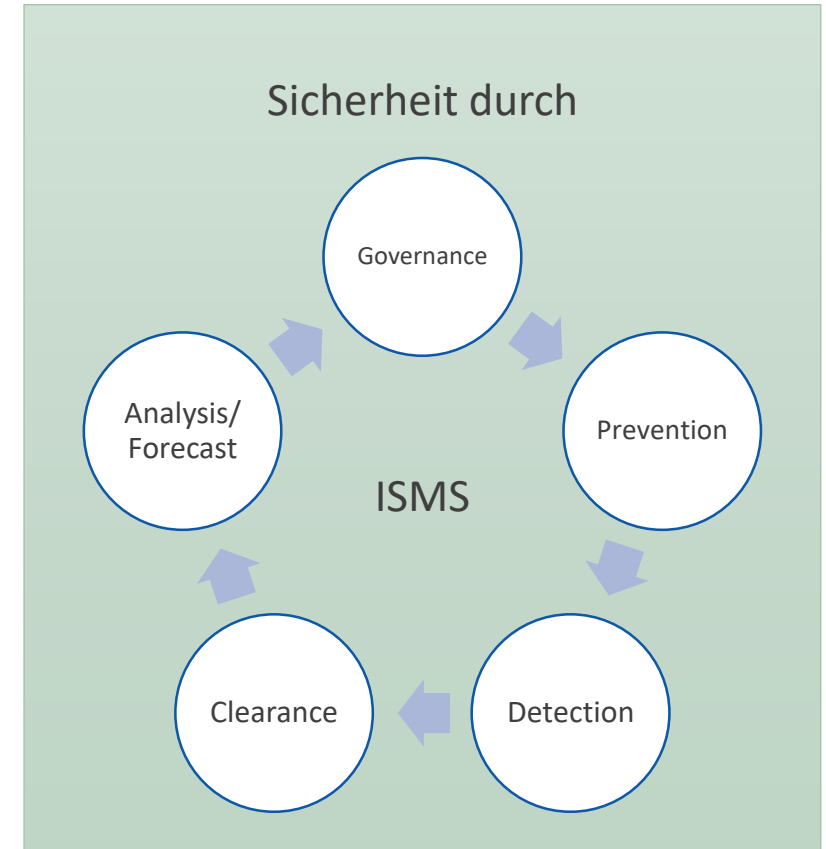 Sicherheit durch
Governance
Prevention
Detection
Clearance
Analysis/
Forecast
ISMS